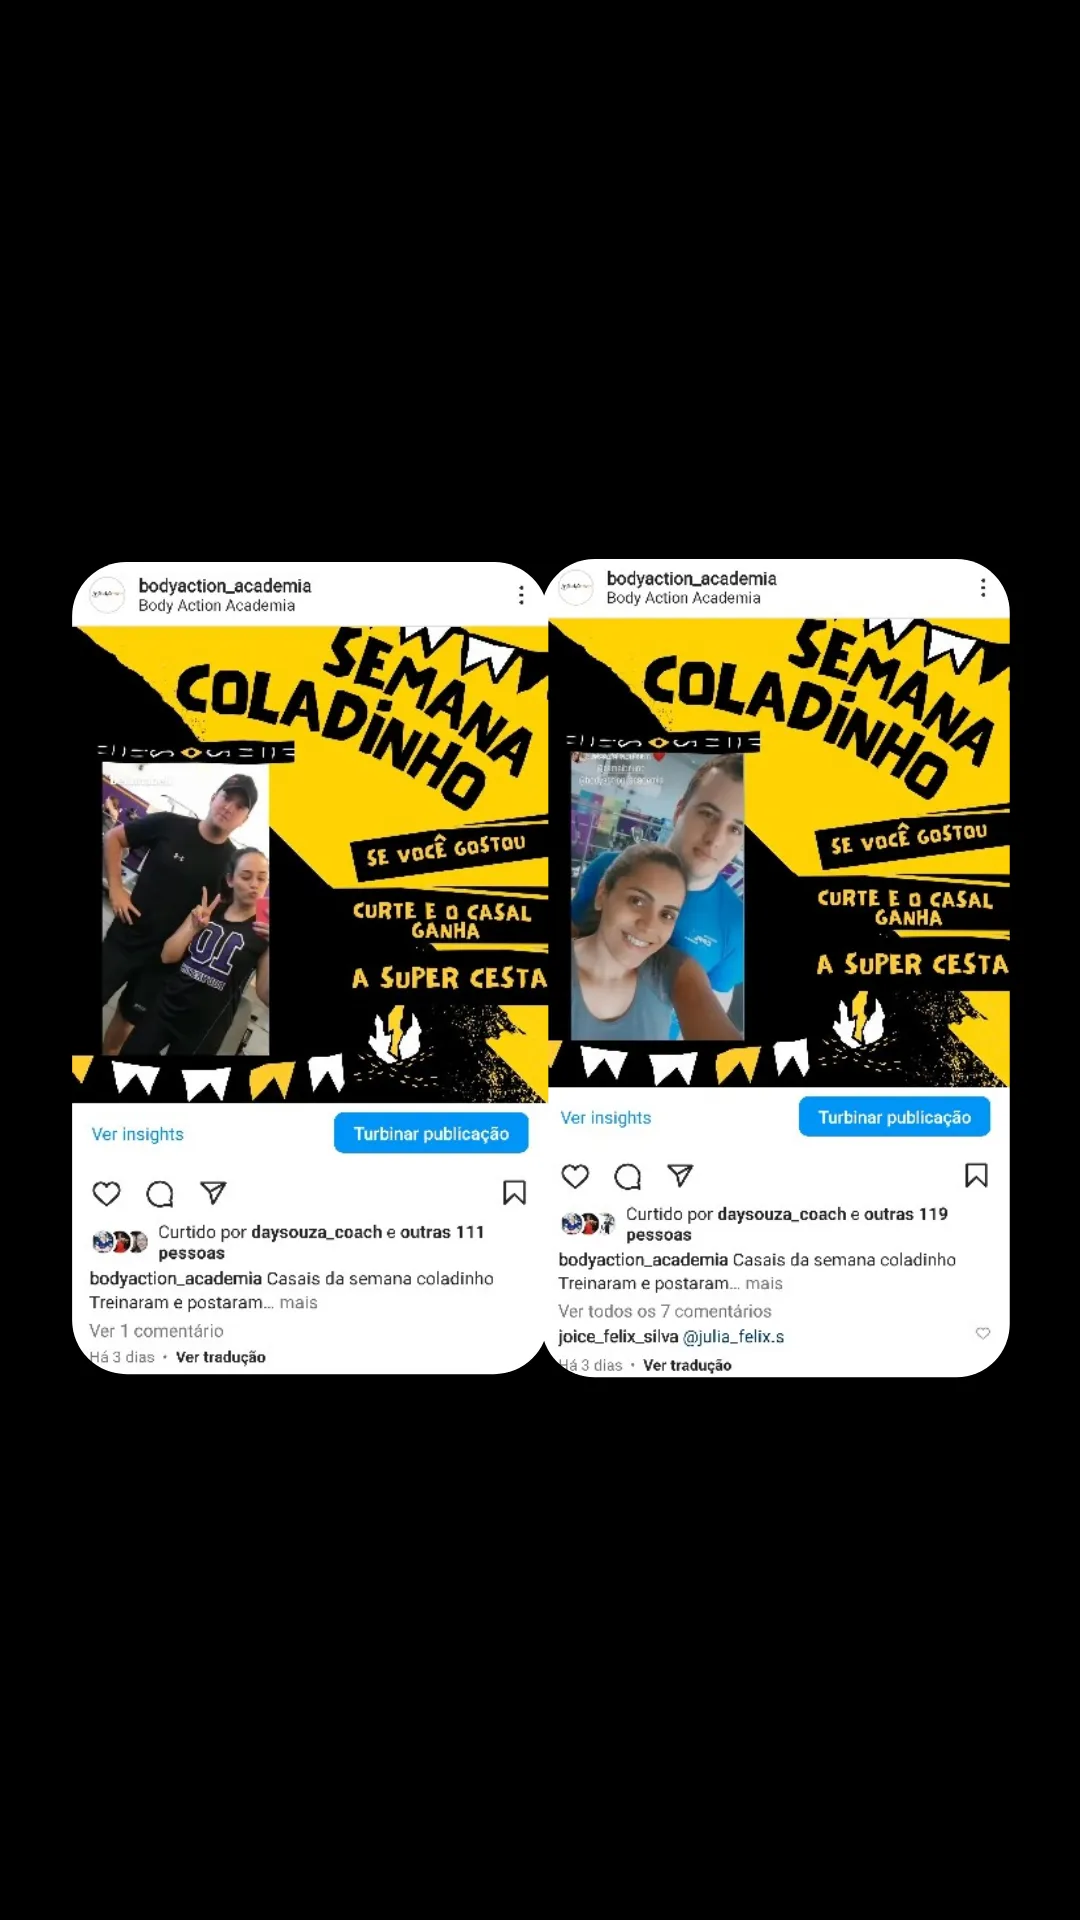 bodyaction_academia
Body Action Academia
SEMANA
COLADINHO
SE VOCÊ GOSTOU
CURTE E O CASAL
GANHA
A SUPER CESTA
01
Ver insights
Turbinar publicação
Curtido por daysouza_coach e outras 111
pessoas
bodyaction_academia Casais da semana coladinho
Treinaram e postaram... mais
Ver 1 comentário
Há 3 dias • Ver tradução
bodyaction_academia
Body Action Academia
SEMANA
COLADINHO
SE VOCÊ GOSTOU
CURTE E O CASAL
GANHA
A SUPER CESTA
Ver insights
Turbinar publicação
Curtido por daysouza_coach e outras 119
pessoas
bodyaction_academia Casais da semana coladinho
Treinaram e postaram... mais
Ver todos os 7 comentários
joice_felix_silva @julia_felix.s
Há 3 dias • Ver tradução